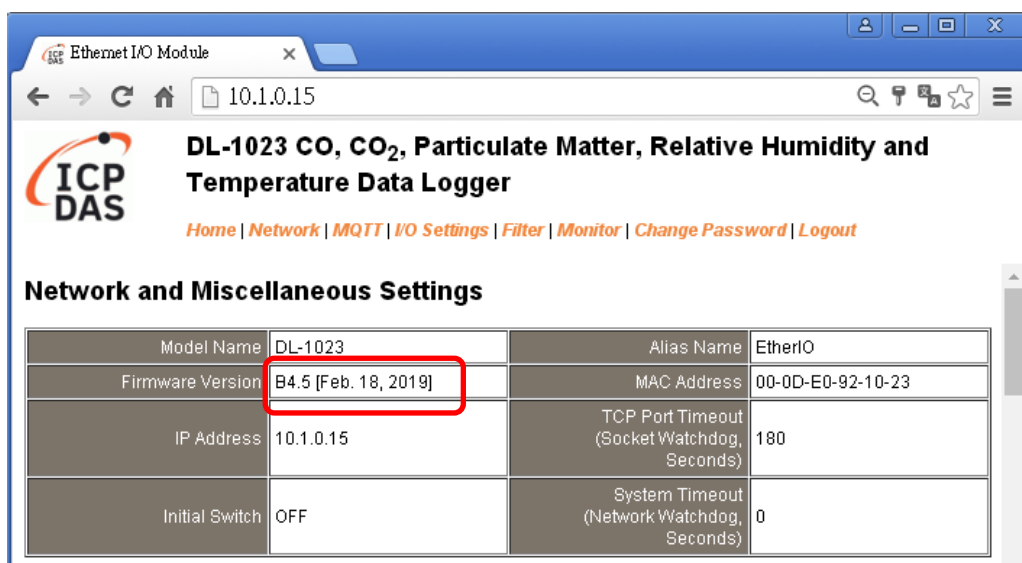 Ethernet I/O Module
10.1.0.15
ICP
DAS
DL-1023 CO, CO₂, Particulate Matter, Relative Humidity and
Temperature Data Logger
Home | Network | MQTT | I/O Settings | Filter | Monitor | Change Password | Logout
Network and Miscellaneous Settings
Model Name DL-1023 Alias Name EtherIO
Firmware Version B4.5 [Feb. 18, 2019] MAC Address 00-0D-E0-92-10-23
IP Address 10.1.0.15 TCP Port Timeout
(Socket Watchdog, 180
Seconds)
Initial Switch OFF System Timeout
(Network Watchdog, 0
Seconds)